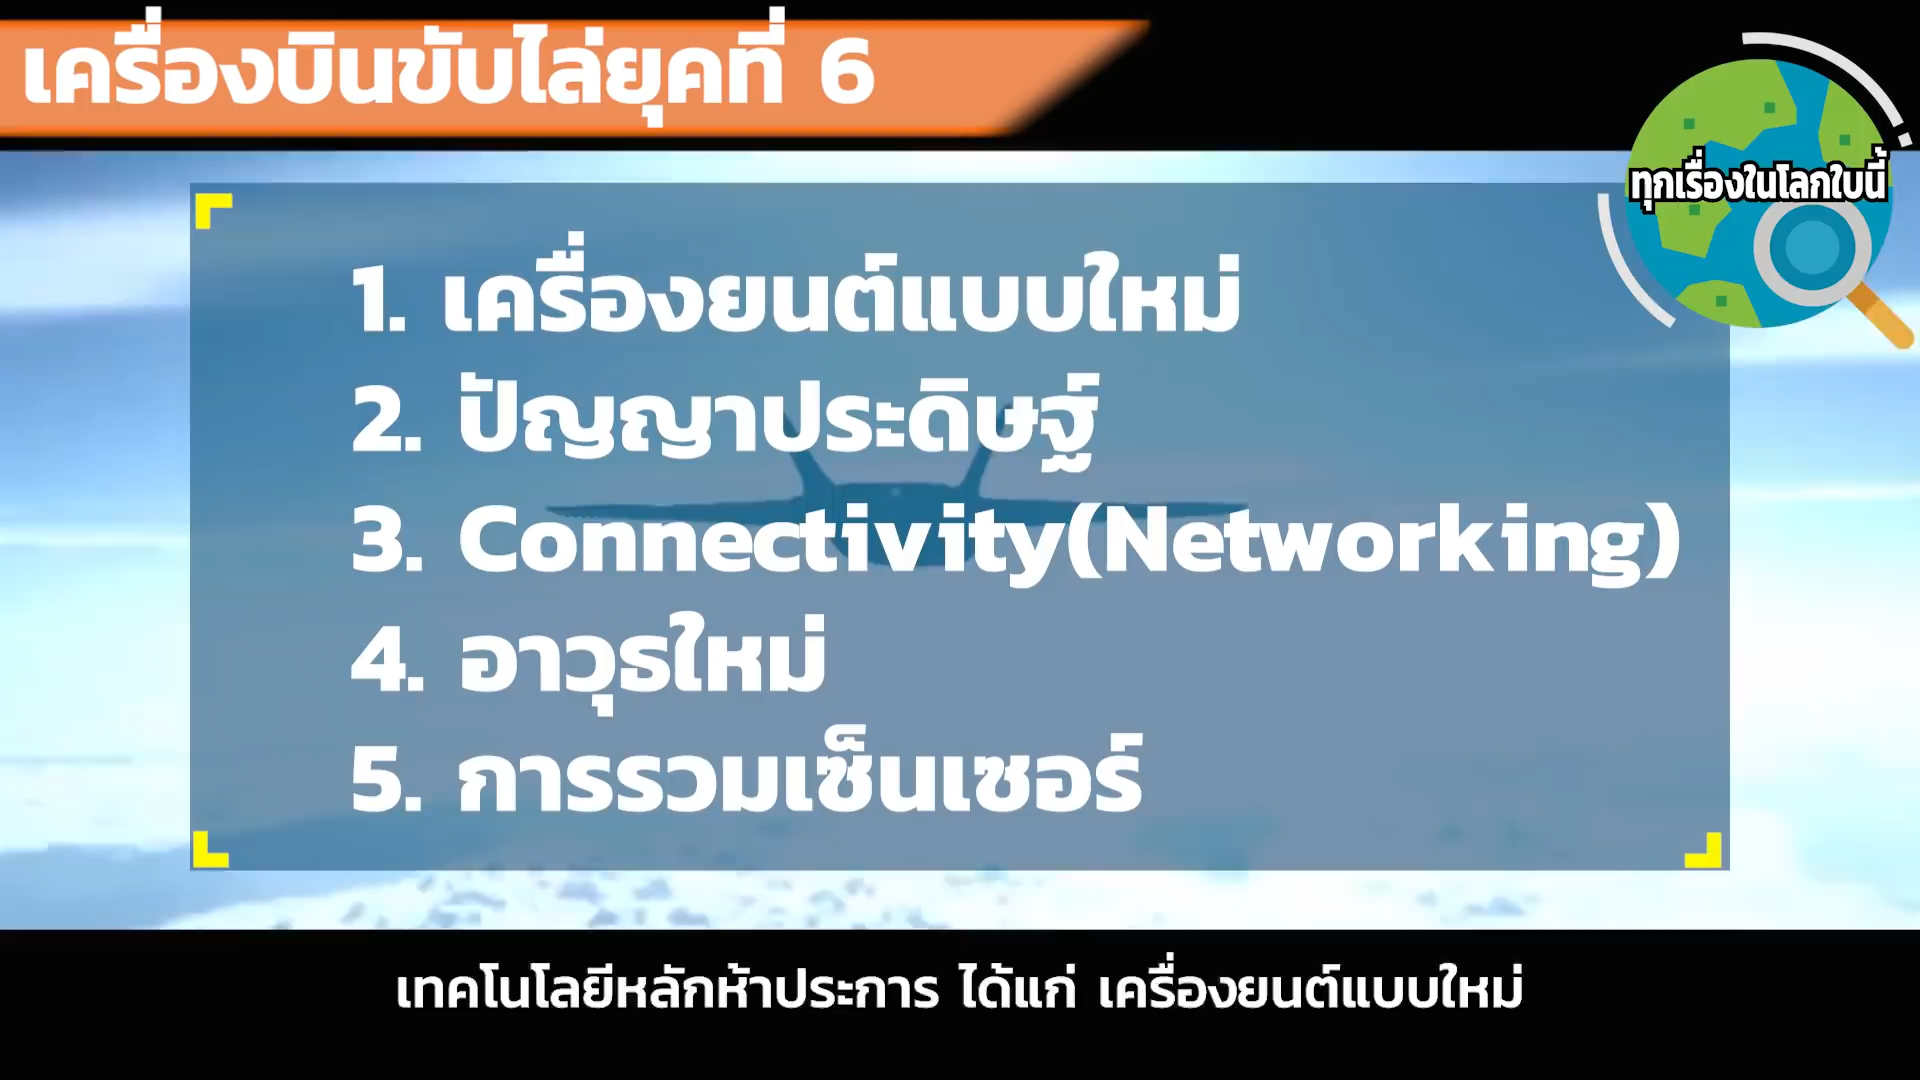 เครื่องบินขับไล่ยุคที่ 6
ทุกเรื่องในโลกใบนี้
1. เครื่องยนต์แบบใหม่
2. ปัญญาประดิษฐ์
3. Connectivity(Networking)
4. อาวุธใหม่
5. การรวมเซ็นเซอร์
เทคโนโลยีหลักห้าประการ ได้แก่ เครื่องยนต์แบบใหม่